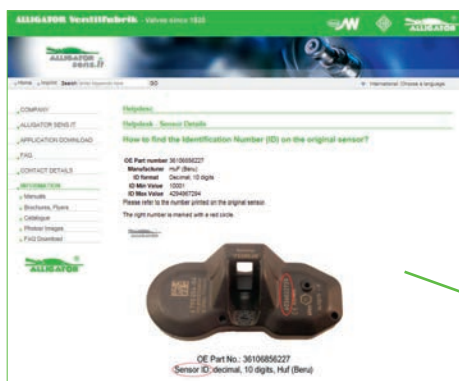 ALLIGATOR Ventilfabrik - Valves since 1920
ALLIGATOR
sens.it
Home Imprint Search GO
International: Choose a language
COMPANY
ALLIGATOR SENS.IT
APPLICATION DOWNLOAD
FAQ
CONTACT DETAILS
INFORMATION
Manuals
Brochures, Flyers
Catalogue
Photos/ Images
FAQ Download
ALLIGATOR
Helpdesk
Helpdesk - Sensor Details
How to find the Identification Number (ID) on the original sensor?
OE Part number 36106856227
Manufacturer Huf (Beru)
ID format Decimal, 10 digits
ID Min Value 10001
ID Max Value 4294967294
Please refer to the number printed on the original sensor.
The right number is marked with a red circle.
OE Part No.: 36106856227
Sensor ID: decimal, 10 digits, Huf (Beru)